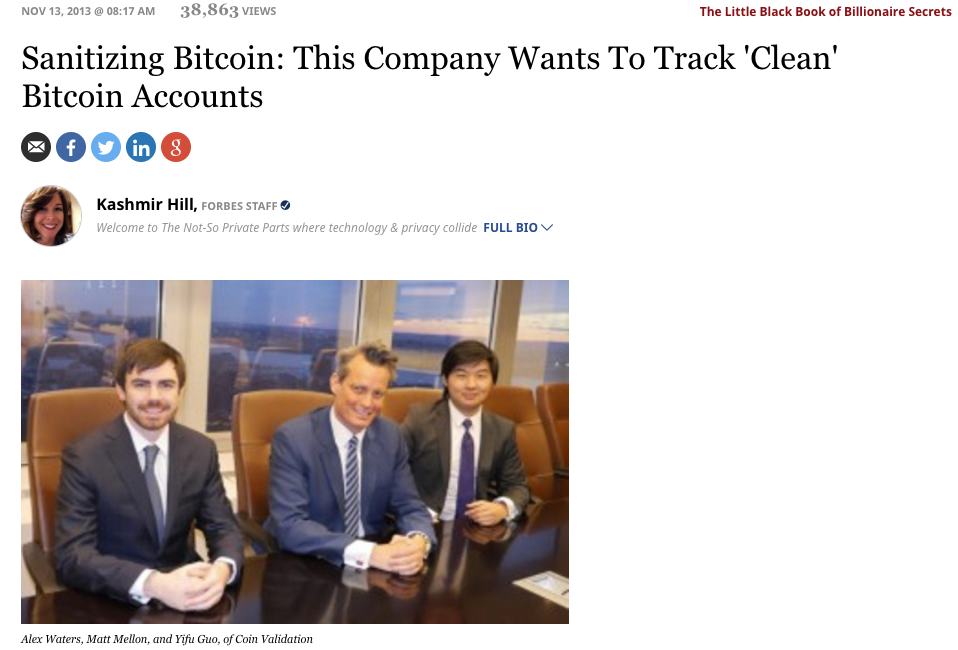 NOV 13, 2013 @ 08:17 AM 38,863 VIEWS The Little Black Book of Billionaire Secrets
Sanitizing Bitcoin: This Company Wants To Track 'Clean'
Bitcoin Accounts
Kashmir Hill, FORBES STAFF
Welcome to The Not-So Private Parts where technology & privacy collide FULL BIO
Alex Waters, Matt Mellon, and Yifu Guo, of Coin Validation